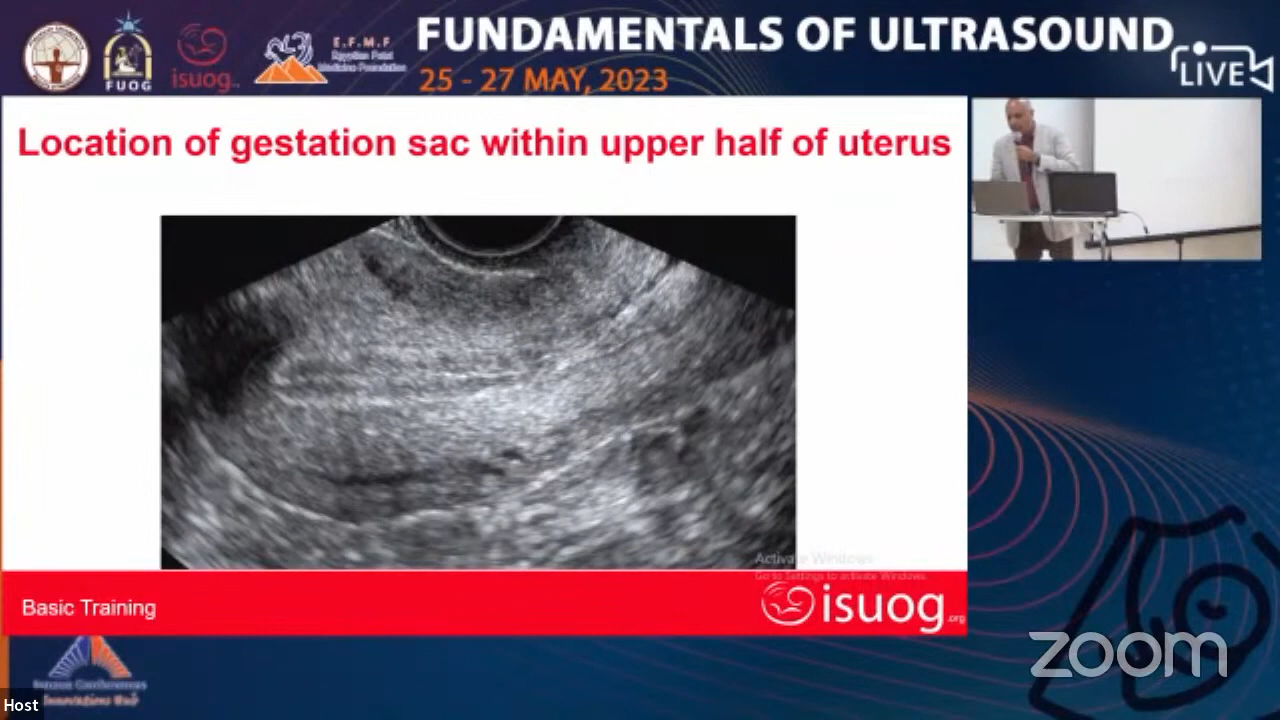 FUNDAMENTALS OF ULTRASOUND
25 - 27 MAY, 2023
LIVE
FUOG
isuog
E.F.M.F
Location of gestation sac within upper half of uterus
Activate Windows
Go to Settings to activate Windows.
Basic Training
isuog.org
zoom
Host